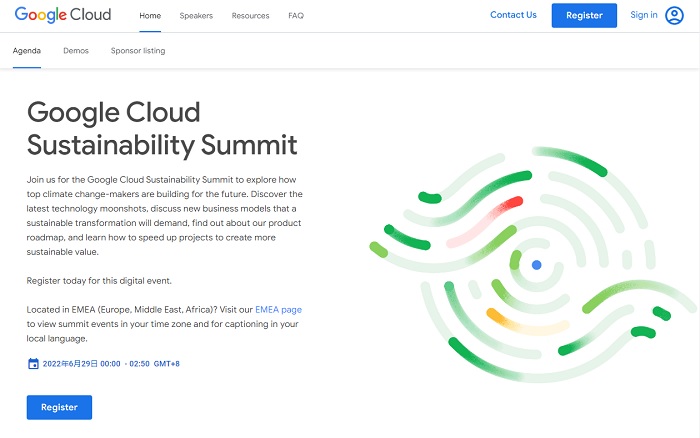 Google Cloud
Home
Speakers
Resources
FAQ
Contact Us
Register
Sign in
Agenda
Demos
Sponsor listing
Google Cloud
Sustainability Summit
Join us for the Google Cloud Sustainability Summit to explore how
top climate change-makers are building for the future. Discover the
latest technology moonshots, discuss new business models that a
sustainable transformation will demand, find out about our product
roadmap, and learn how to speed up projects to create more
sustainable value.
Register today for this digital event.
Located in EMEA (Europe, Middle East, Africa)? Visit our EMEA page
to view summit events in your time zone and for captioning in your
local language.
2022年6月29日 00:00 - 02:50 GMT+8
Register